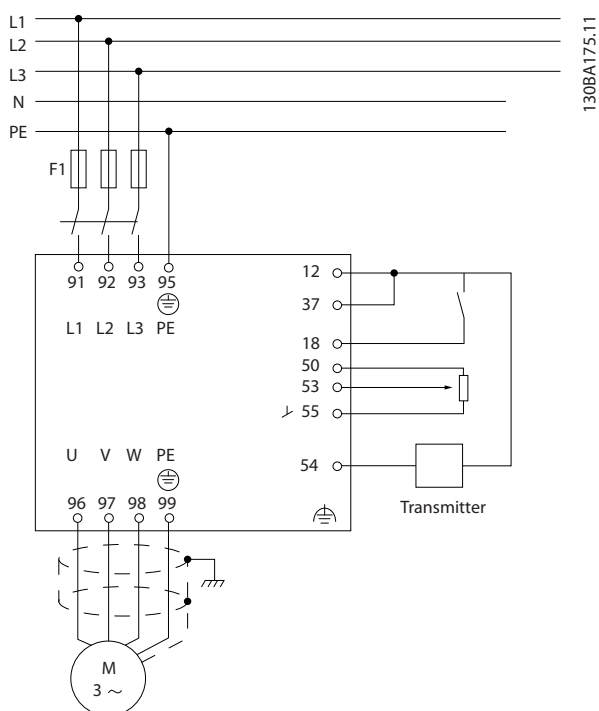 L1
L2
L3
N
PE
130BA175.11
F1
91 92 93 95
L1 L2 L3 PE
12
37
18
50
53
55
54
Transmitter
U V W PE
96 97 98 99
M
3 ~